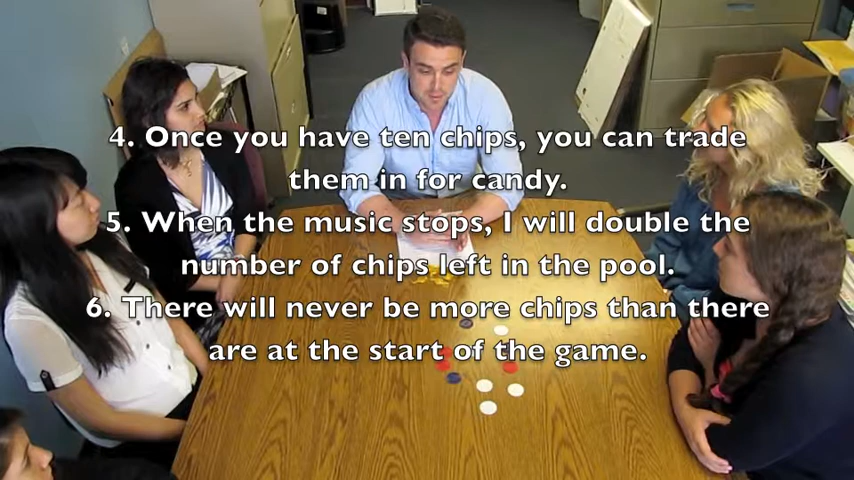 4. Once you have ten chips, you can trade
them in for candy.
5. When the music stops, I will double the
number of chips left in the pool.
6. There will never be more chips than there
are at the start of the game.